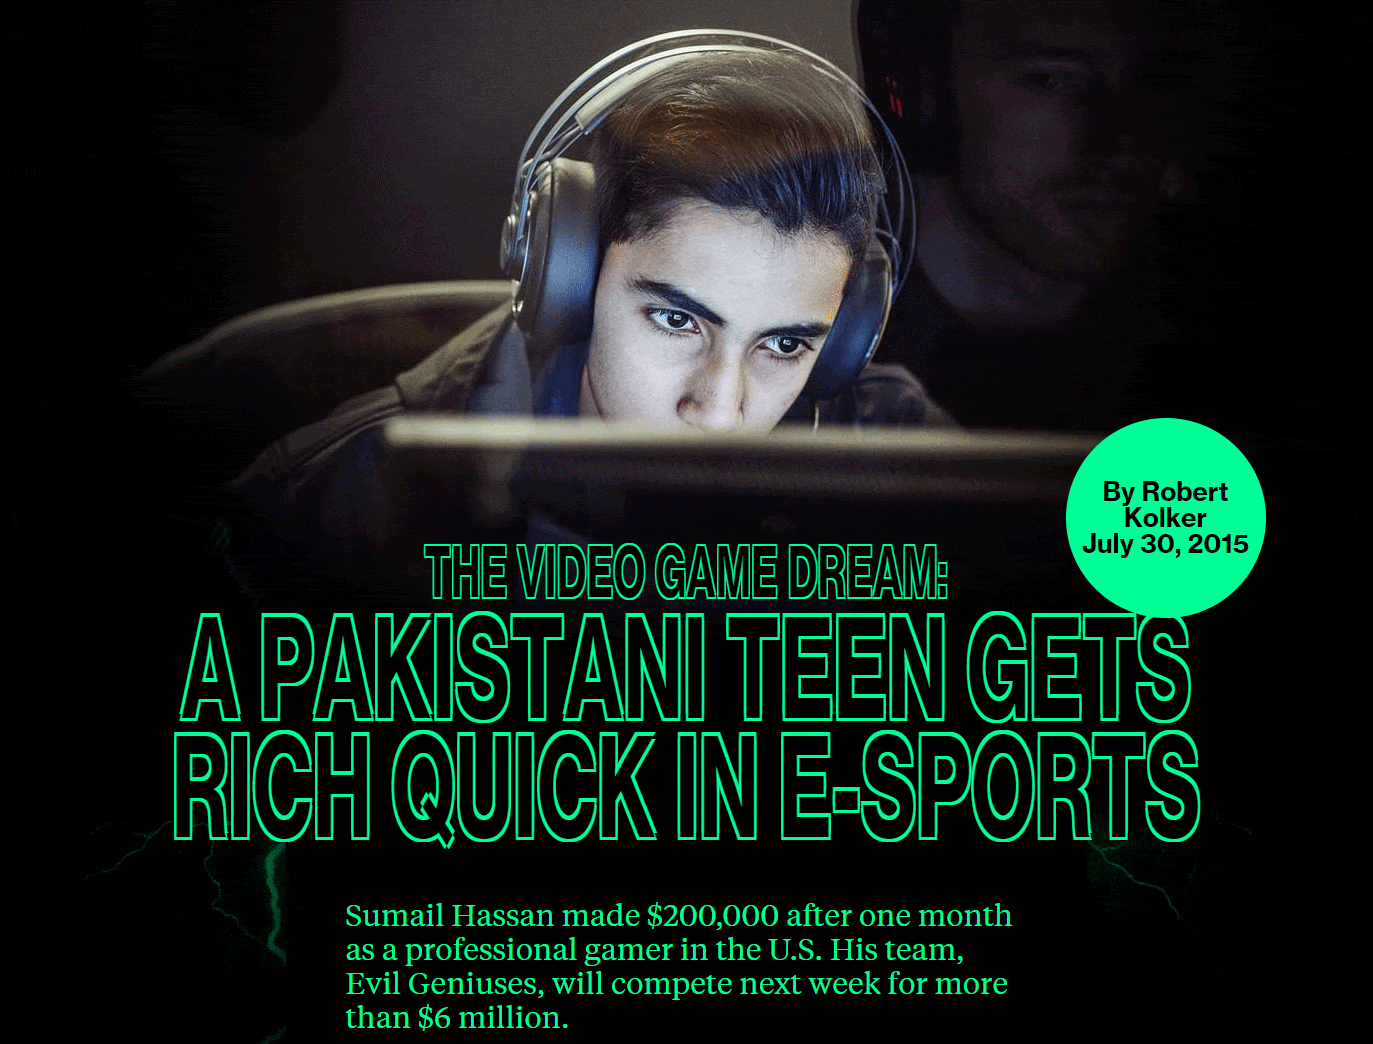 By Robert
Kolker
July 30, 2015
THE VIDEO GAME DREAM:
A PAKISTANI TEEN GETS
RICH QUICK IN E-SPORTS
Sumail Hassan made $200,000 after one month
as a professional gamer in the U.S. His team,
Evil Geniuses, will compete next week for more
than $6 million.